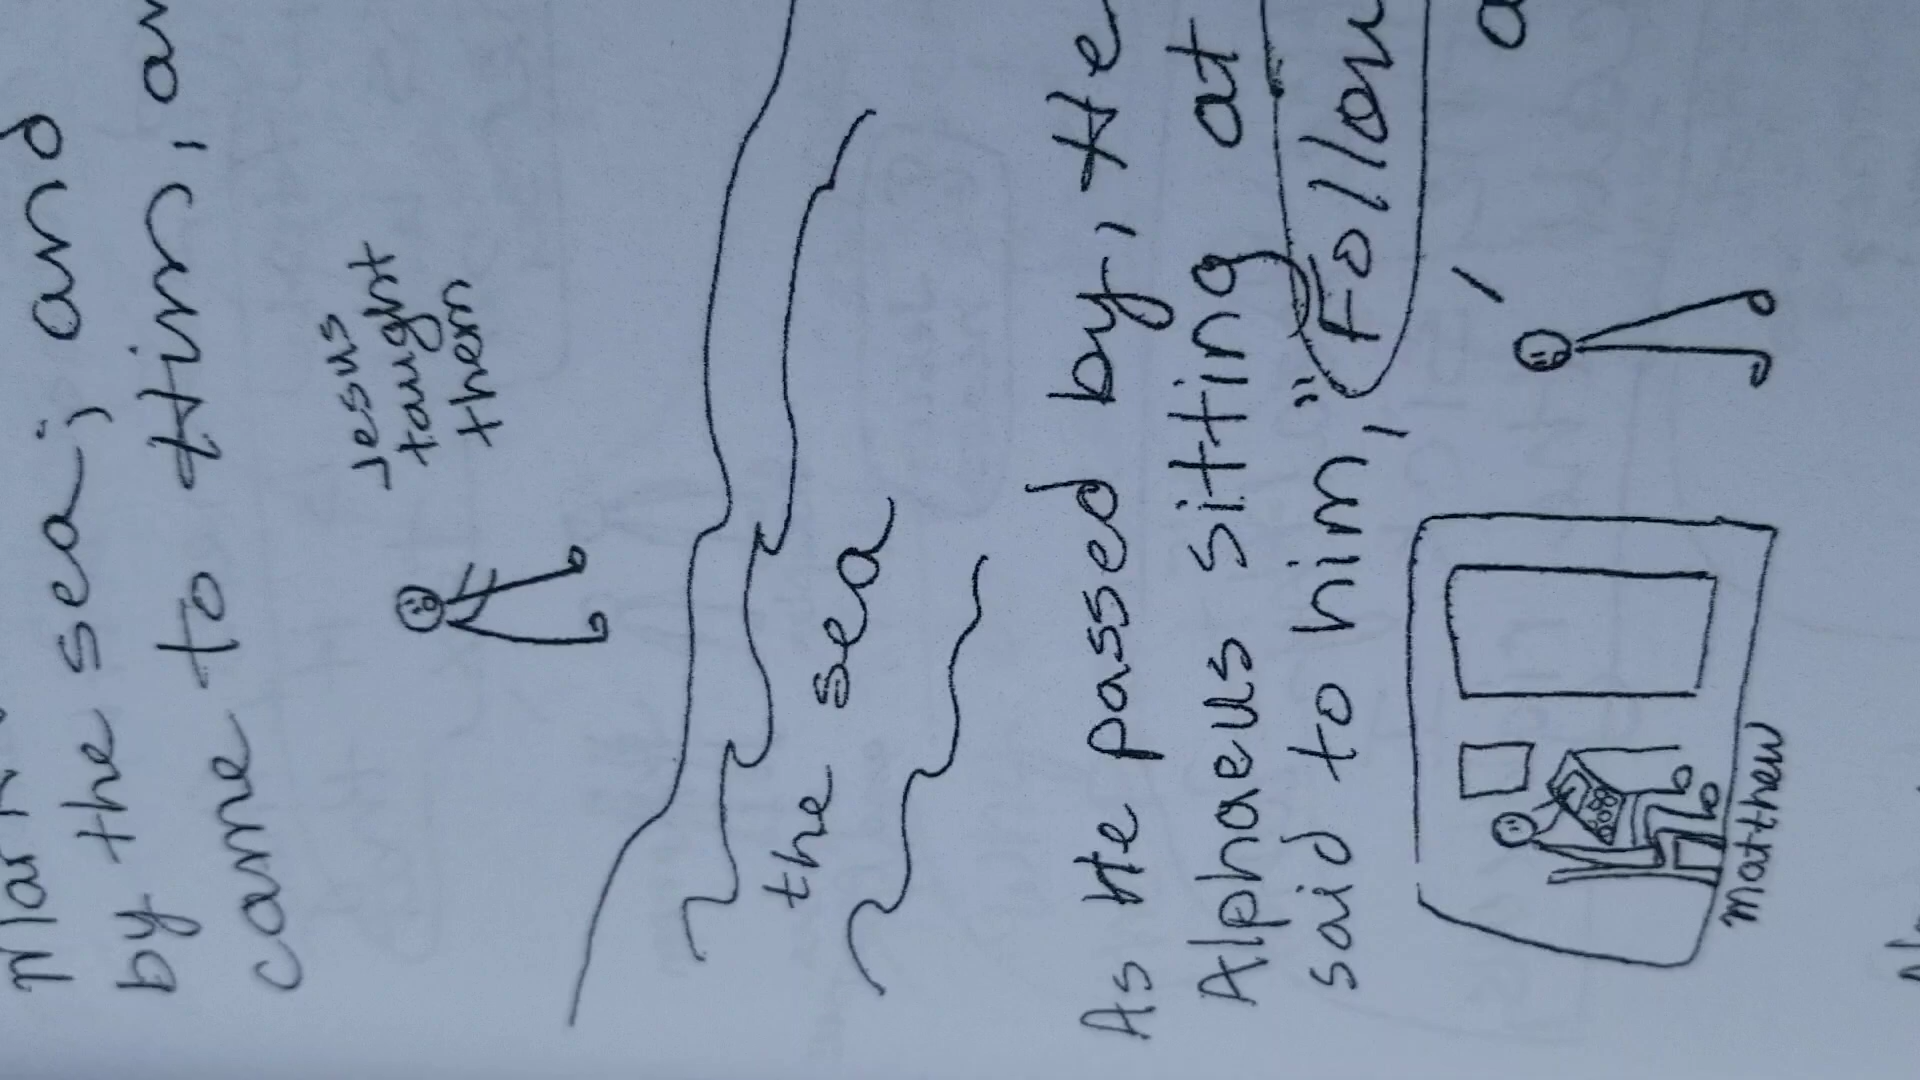 by the sea; and
came to Him, an
Jesus
taught
them
the sea
As He passed by, He
Alphaeus sitting at
said to him, "Follow
Matthew